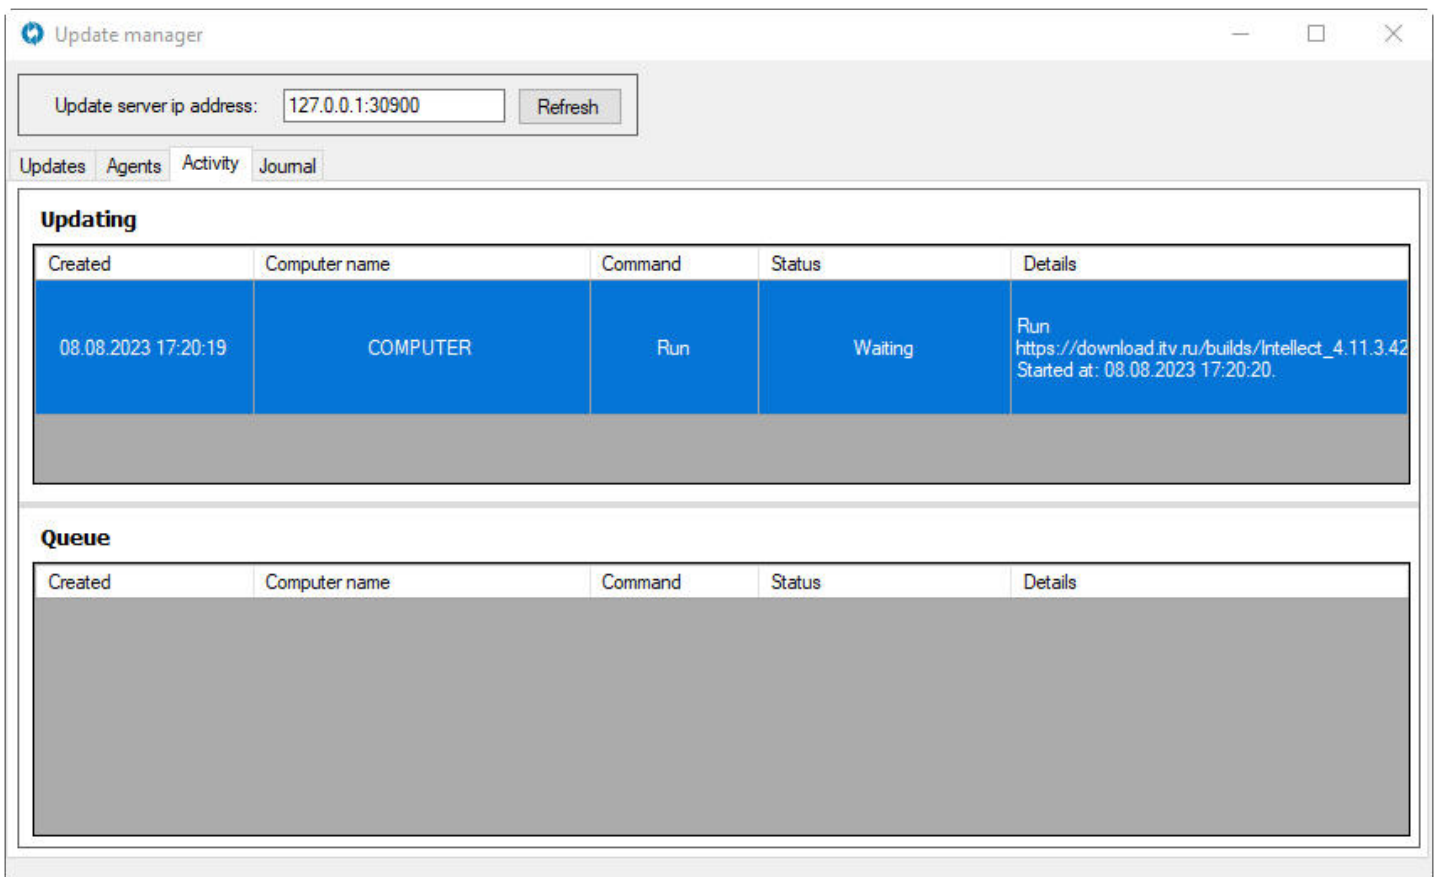 Update manager
Update server ip address: 127.0.0.1:30900 Refresh
Updates Agents Activity Journal
Updating
Created Computer name Command Status Details
08.08.2023 17:20:19 COMPUTER Run Waiting Run
https://download.itv.ru/builds/Intellect_4.11.3.42
Started at: 08.08.2023 17:20:20.
Queue
Created Computer name Command Status Details